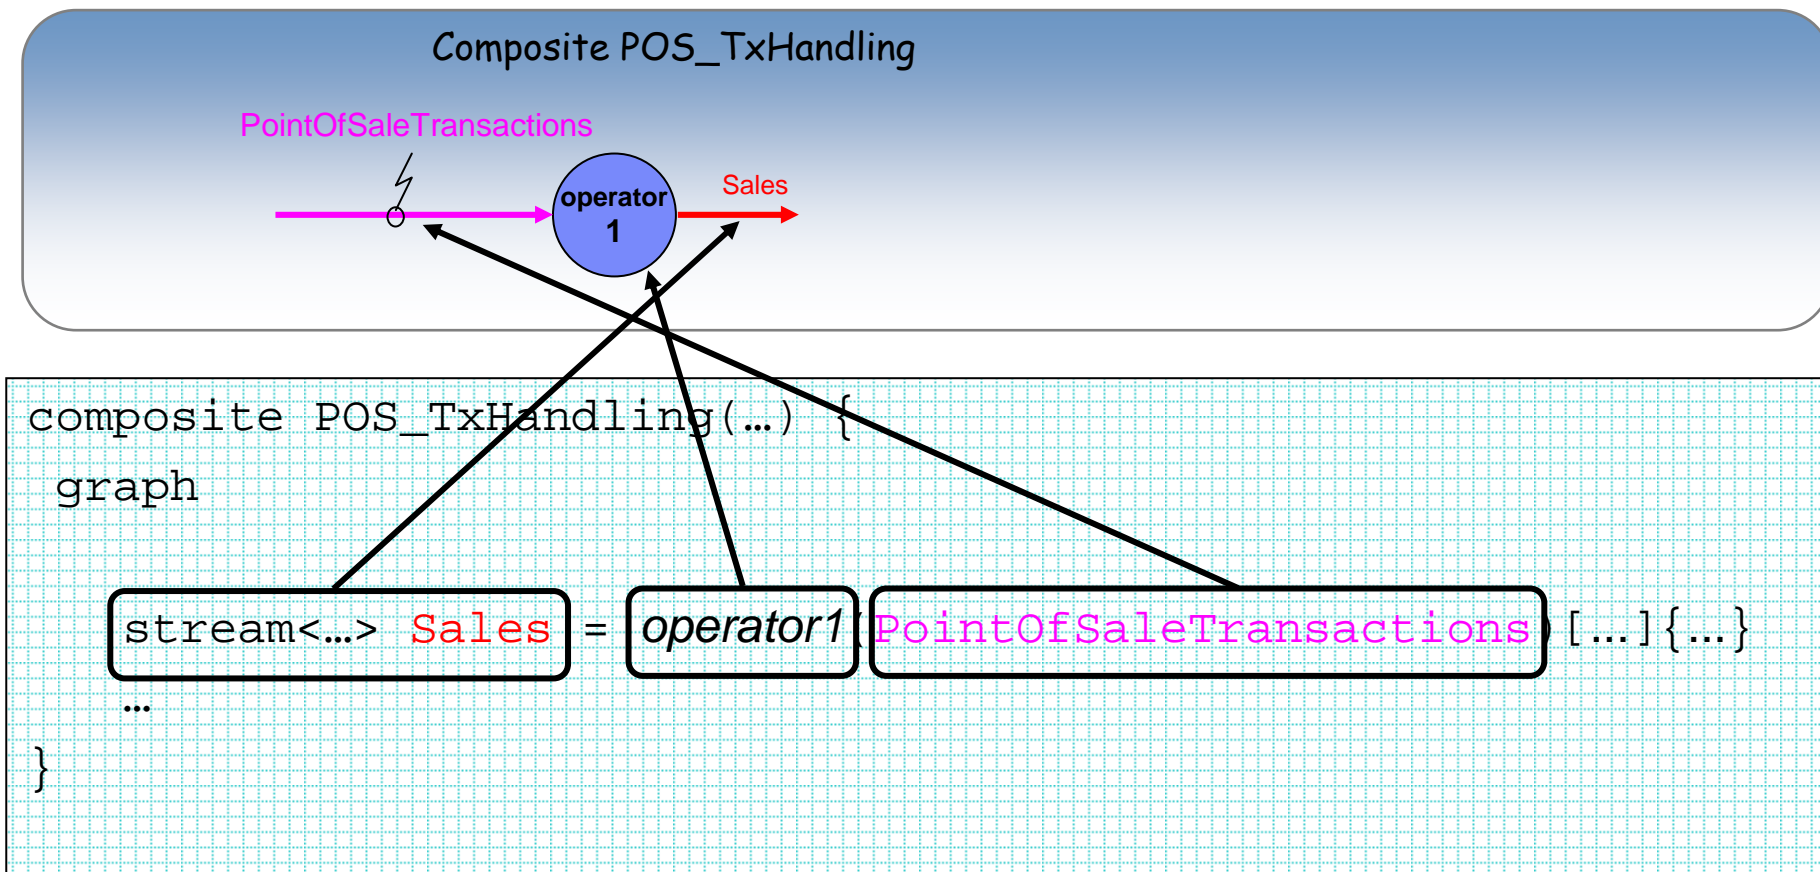 Composite POS_TxHandling
PointOfSaleTransactions
Sales
operator
1
composite POS_TxHandling(…) {
graph
stream<…> Sales = operator1(PointOfSaleTransactions)[…]{…}
…
}